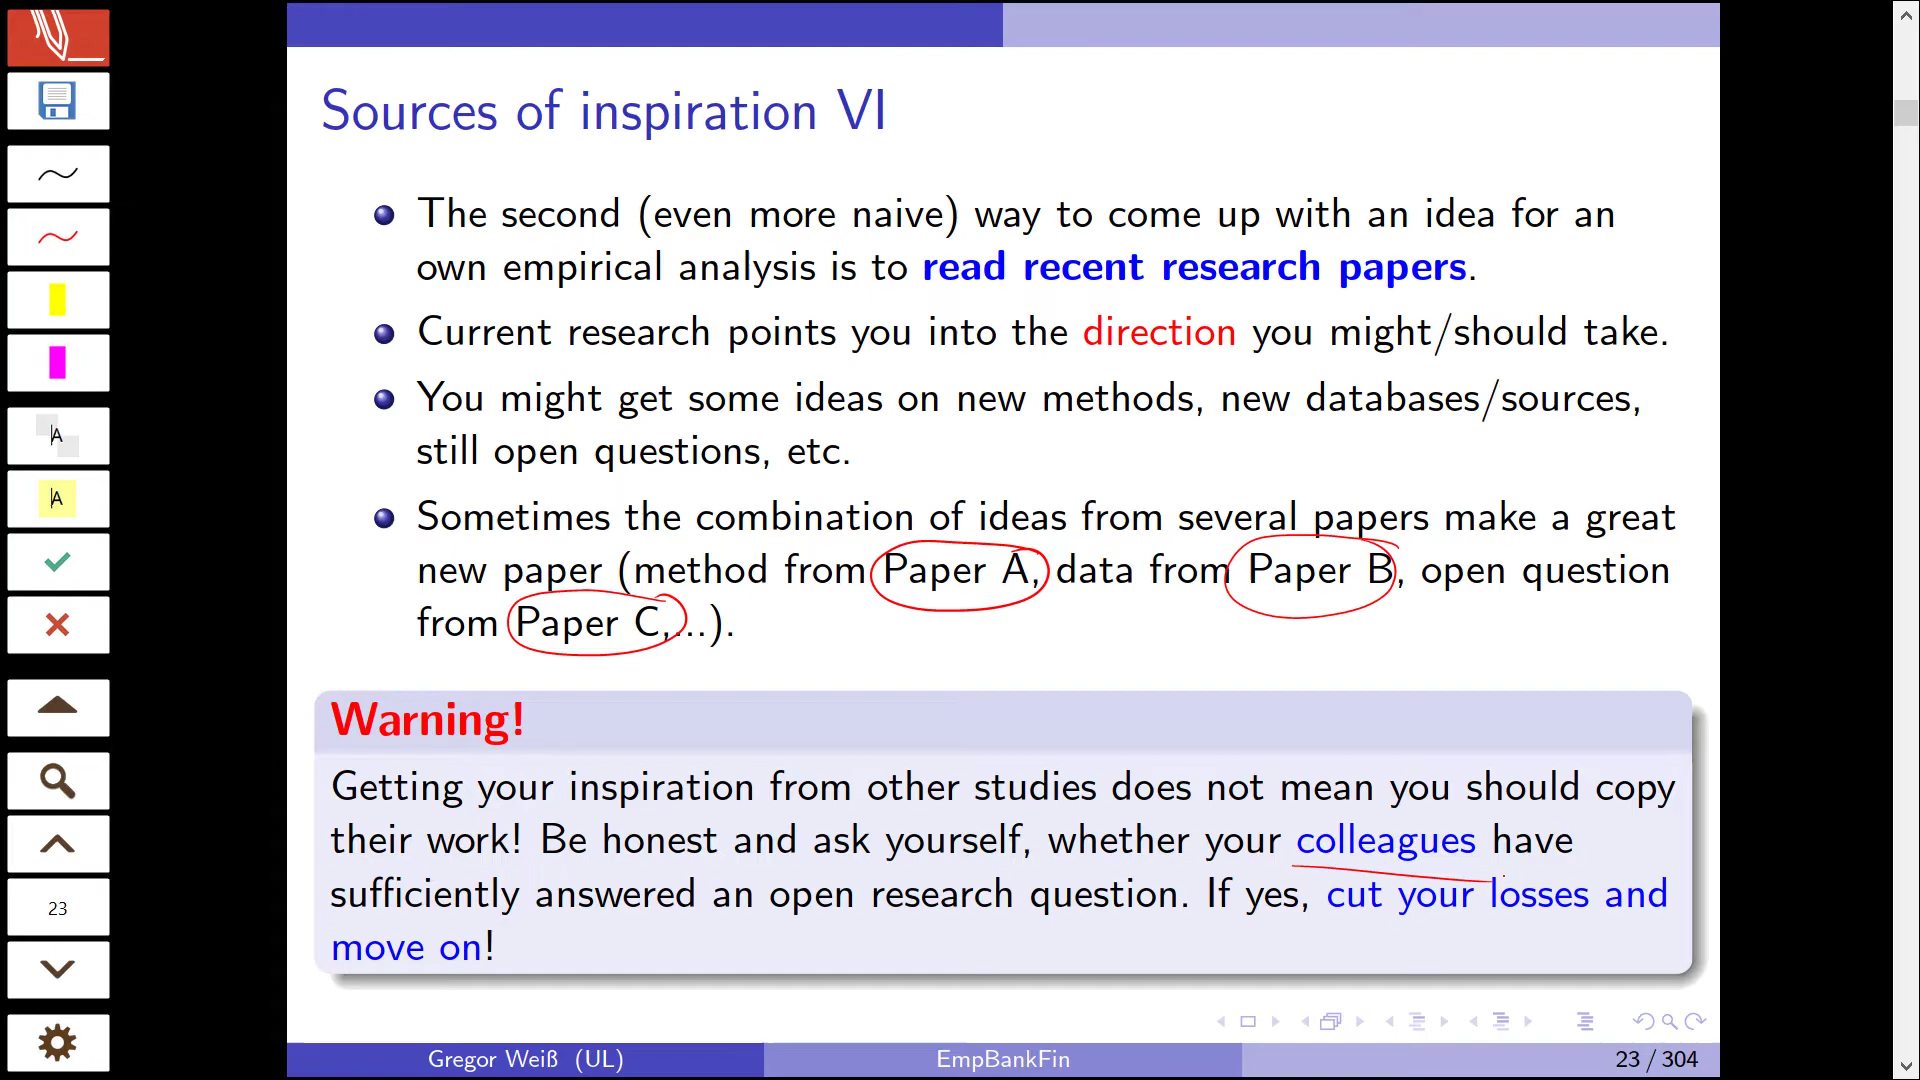 Sources of inspiration VI
The second (even more naive) way to come up with an idea for an
own empirical analysis is to read recent research papers.
Current research points you into the direction you might/should take.
You might get some ideas on new methods, new databases/sources,
still open questions, etc.
Sometimes the combination of ideas from several papers make a great
new paper (method from Paper A, data from Paper B, open question
from Paper C,...).
Warning!
Getting your inspiration from other studies does not mean you should copy
their work! Be honest and ask yourself, whether your colleagues have
sufficiently answered an open research question. If yes, cut your losses and
move on!
Gregor Weiß (UL) EmpBankFin 23 / 304
A
A
23